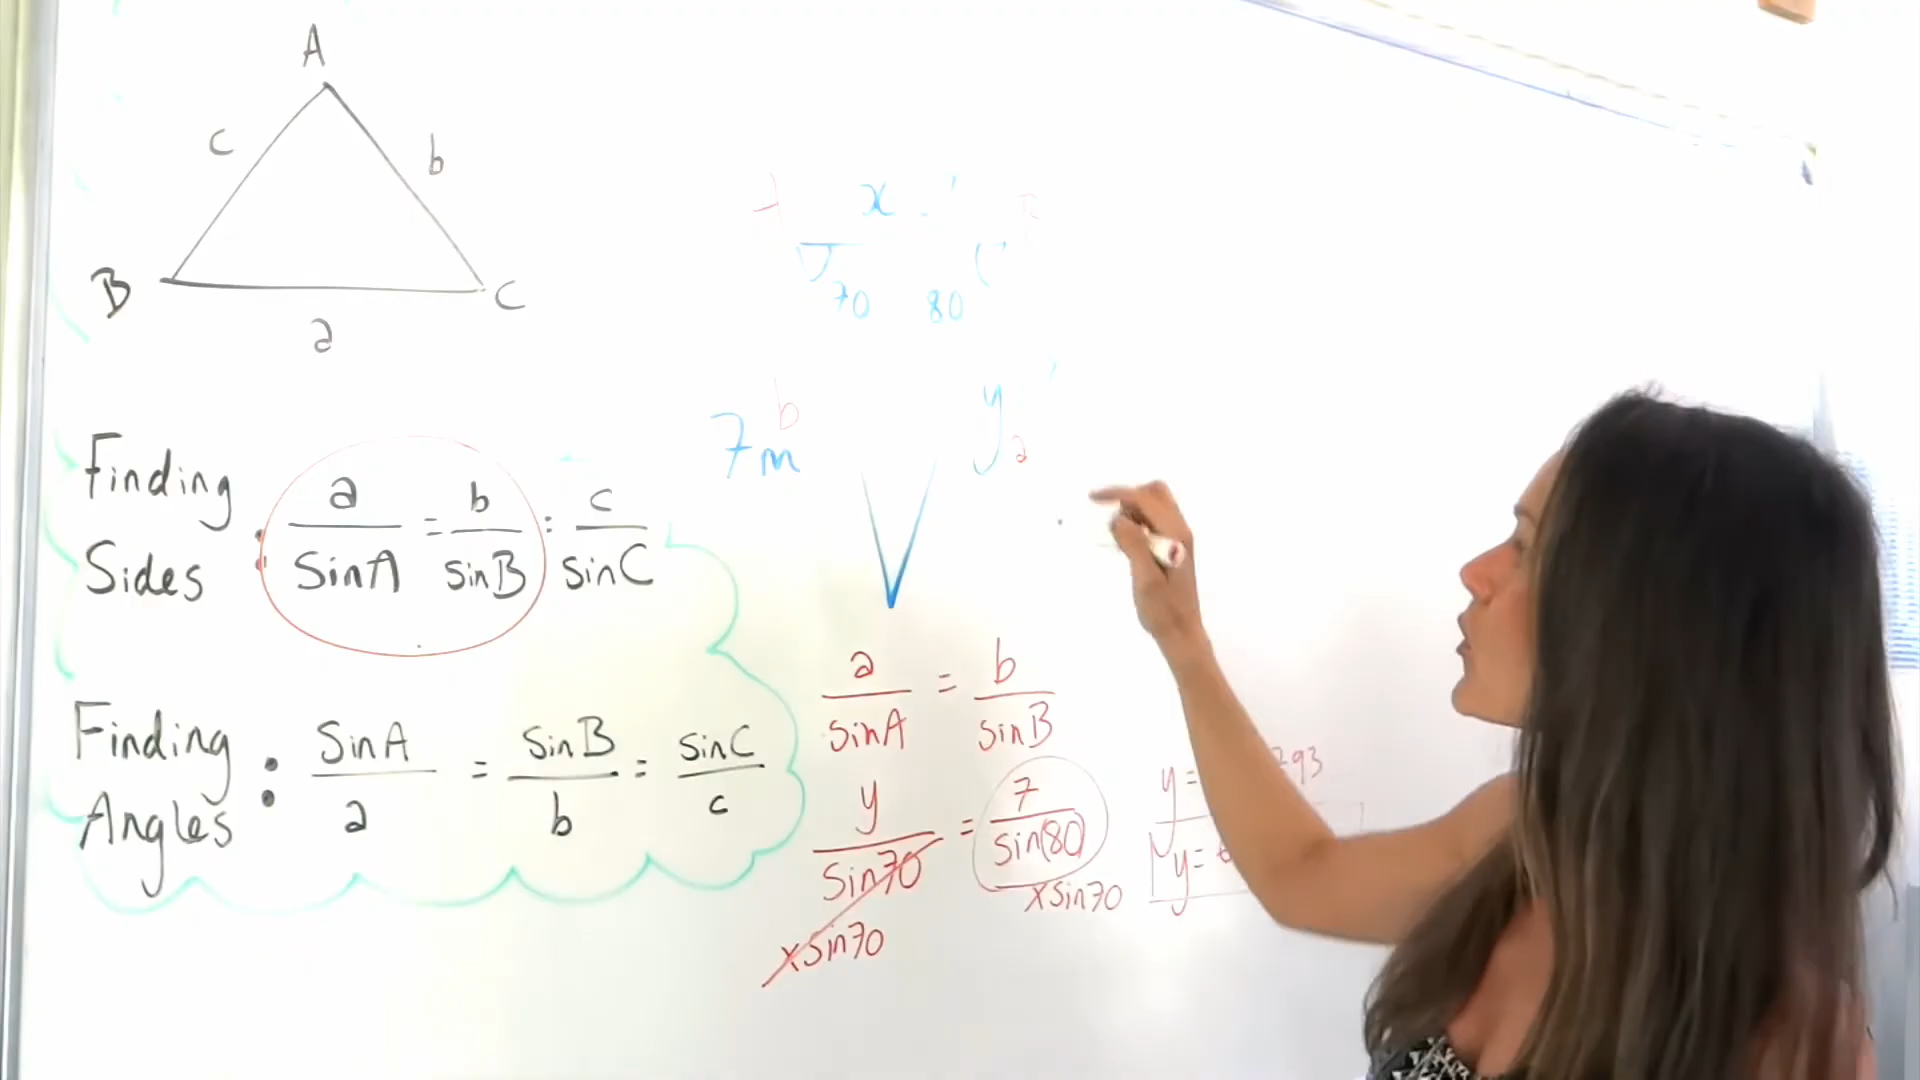 A
c
b
B
C
a
Finding
Sides : a/SinA = b/sinB = c/sinC
Finding
Angles : SinA/a = sinB/b = sinC/c
x
70 80
b
7m
y
a
a/sinA = b/sinB
y/sin70 = 7/sin(80)
xsin70
xsin70
y =
793
y =